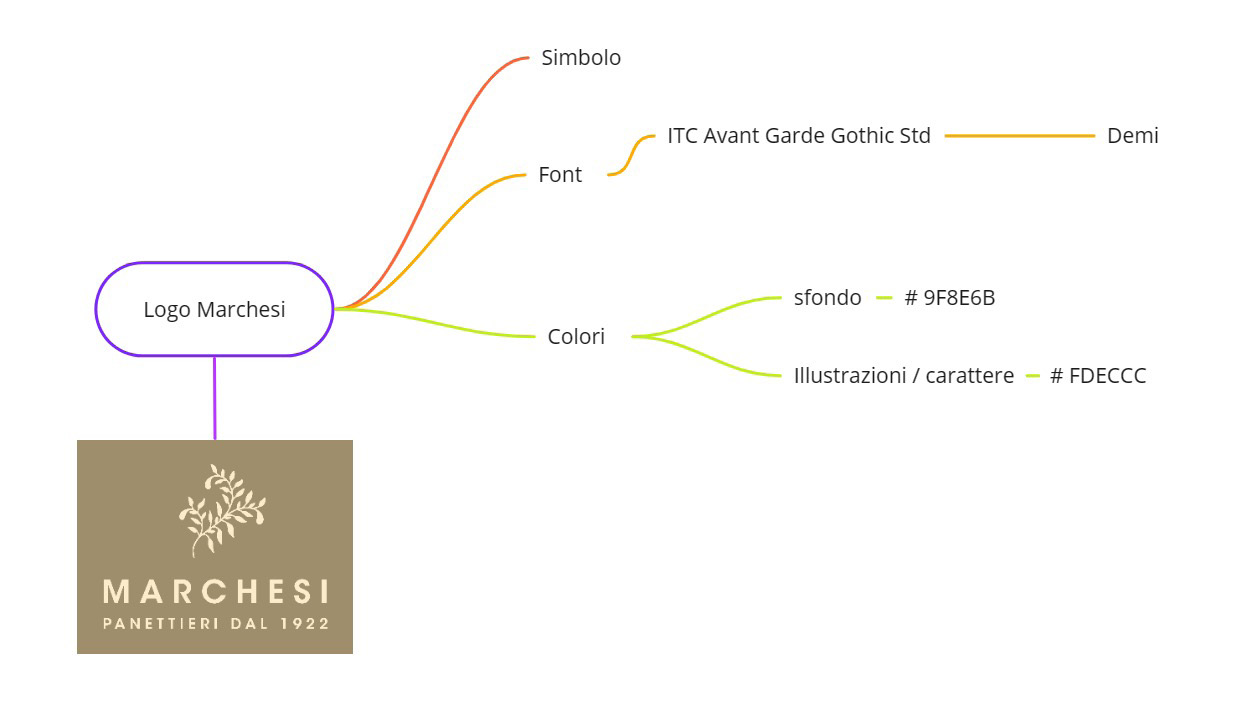 Simbolo
ITC Avant Garde Gothic Std
Demi
Font
Logo Marchesi
sfondo
# 9F8E6B
Colori
Illustrazioni / carattere
# FDECCC
MARCHESI
PANETTIERI DAL 1922